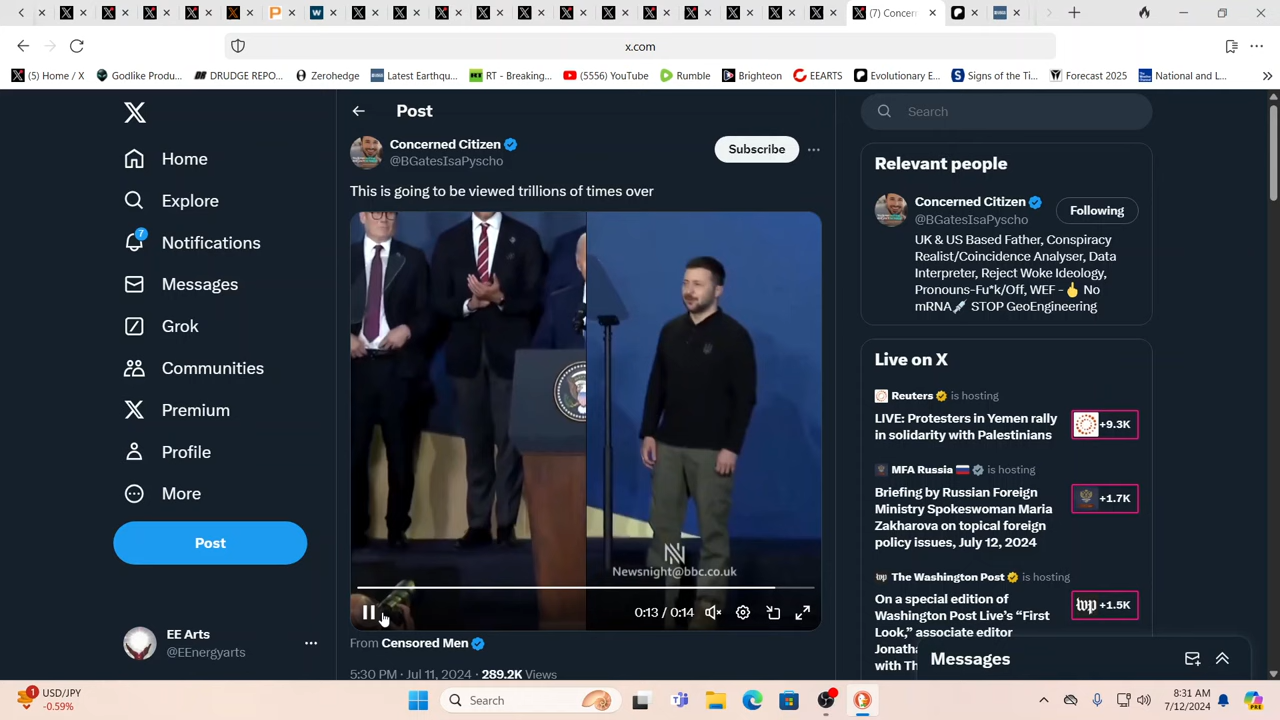 (7) Concern
x.com
(5) Home / X
Godlike Produ...
DRUDGE REPO...
Zerohedge
Latest Earthqu...
RT - Breaking...
(5556) YouTube
Rumble
Brighteon
EEARTS
Evolutionary E...
Signs of the Ti...
Forecast 2025
National and L...
Home
Explore
7
Notifications
Messages
Grok
Communities
Premium
Profile
More
Post
EE Arts
@EEnergyarts
Post
Concerned Citizen
@BGatesIsaPyscho
Subscribe
This is going to be viewed trillions of times over
Newsnight@bbc.co.uk
0:13 / 0:14
From Censored Men
5:30 PM · Jul 11, 2024 · 289.2K Views
Search
Relevant people
Concerned Citizen
@BGatesIsaPyscho
Following
UK & US Based Father, Conspiracy
Realist/Coincidence Analyser, Data
Interpreter, Reject Woke Ideology,
Pronouns-Fu*k/Off, WEF -👆 No
mRNA💉 STOP GeoEngineering
Live on X
Reuters is hosting
LIVE: Protesters in Yemen rally
in solidarity with Palestinians
+9.3K
MFA Russia 🇷🇺 is hosting
Briefing by Russian Foreign
Ministry Spokeswoman Maria
Zakharova on topical foreign
policy issues, July 12, 2024
+1.7K
The Washington Post is hosting
On a special edition of
Washington Post Live's "First
Look," associate editor
Jonatha
with Th
+1.5K
Messages
1
USD/JPY
-0.59%
Search
8:31 AM
7/12/2024